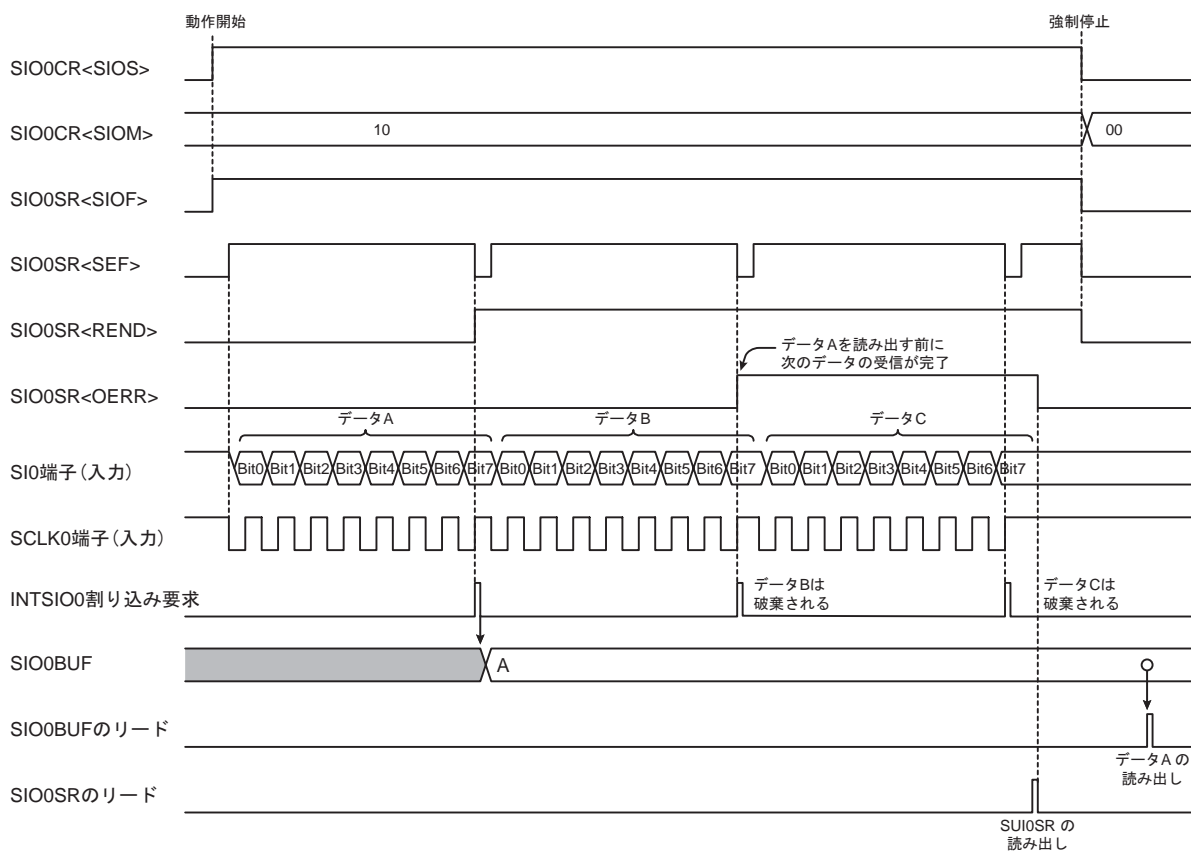 動作開始
強制停止
SIO0CR<SIOS>
SIO0CR<SIOM>
10
00
SIO0SR<SIOF>
SIO0SR<SEF>
SIO0SR<REND>
データAを読み出す前に
次のデータの受信が完了
SIO0SR<OERR>
データA
データB
データC
SI0端子(入力)
Bit0 Bit1 Bit2 Bit3 Bit4 Bit5 Bit6 Bit7 Bit0 Bit1 Bit2 Bit3 Bit4 Bit5 Bit6 Bit7 Bit0 Bit1 Bit2 Bit3 Bit4 Bit5 Bit6 Bit7
SCLK0端子(入力)
INTSIO0割り込み要求
データBは
破棄される
データCは
破棄される
SIO0BUF
A
SIO0BUFのリード
データA の
読み出し
SIO0SRのリード
SUI0SR の
読み出し